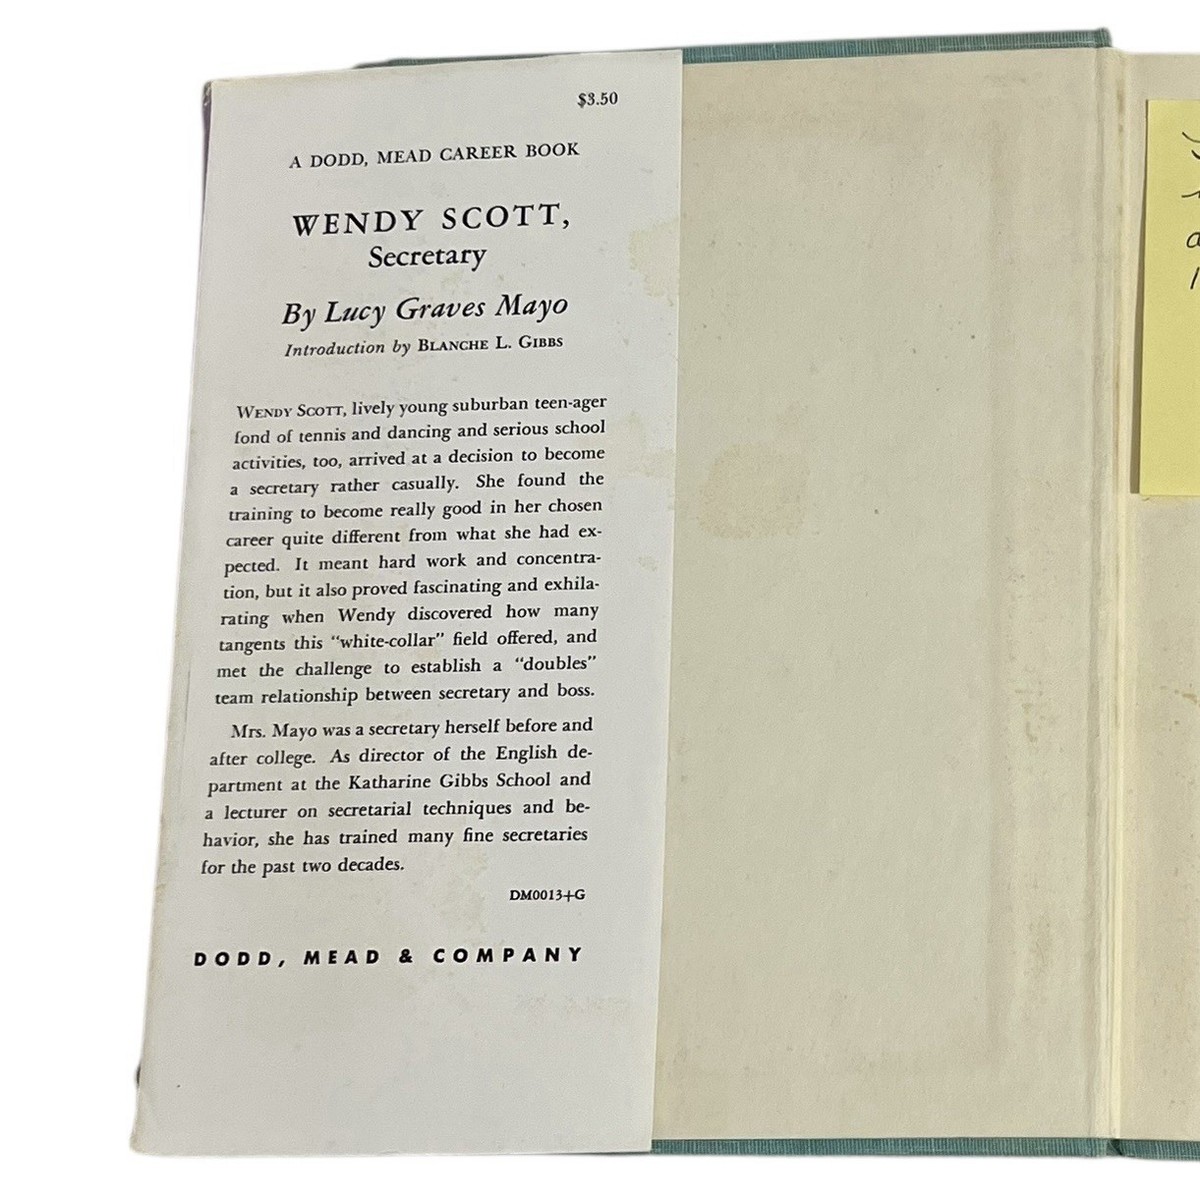 $3.50
A DODD, MEAD CAREER BOOK
WENDY SCOTT,
Secretary
By Lucy Graves Mayo
Introduction by BLANCHE L. GIBBS
WENDY SCOTT, lively young suburban teen-ager
fond of tennis and dancing and serious school
activities, too, arrived at a decision to become
a secretary rather casually. She found the
training to become really good in her chosen
career quite different from what she had ex-
pected. It meant hard work and concentra-
tion, but it also proved fascinating and exhila-
rating when Wendy discovered how many
tangents this "white-collar" field offered, and
met the challenge to establish a "doubles"
team relationship between secretary and boss.
Mrs. Mayo was a secretary herself before and
after college. As director of the English de-
partment at the Katharine Gibbs School and
a lecturer on secretarial techniques and be-
havior, she has trained many fine secretaries
for the past two decades.
DM0013+G
DODD, MEAD & COMPANY